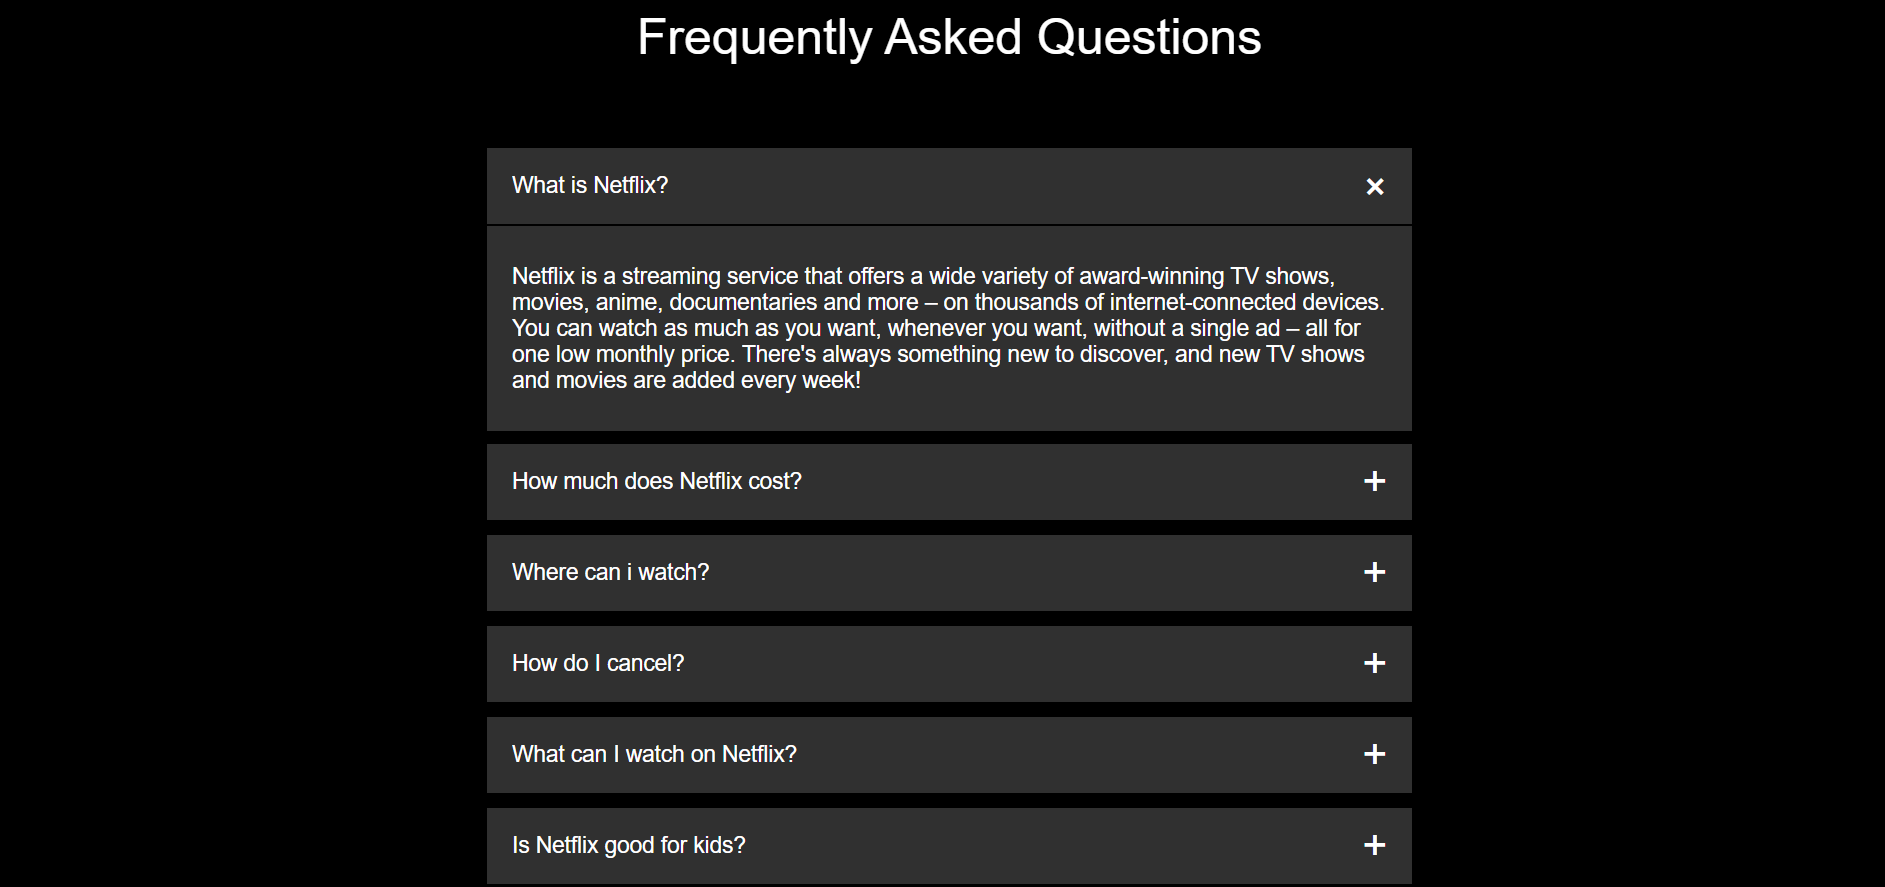 Frequently Asked Questions
What is Netflix?
Netflix is a streaming service that offers a wide variety of award-winning TV shows,
movies, anime, documentaries and more – on thousands of internet-connected devices.
You can watch as much as you want, whenever you want, without a single ad – all for
one low monthly price. There's always something new to discover, and new TV shows
and movies are added every week!
How much does Netflix cost?
Where can i watch?
How do I cancel?
What can I watch on Netflix?
Is Netflix good for kids?